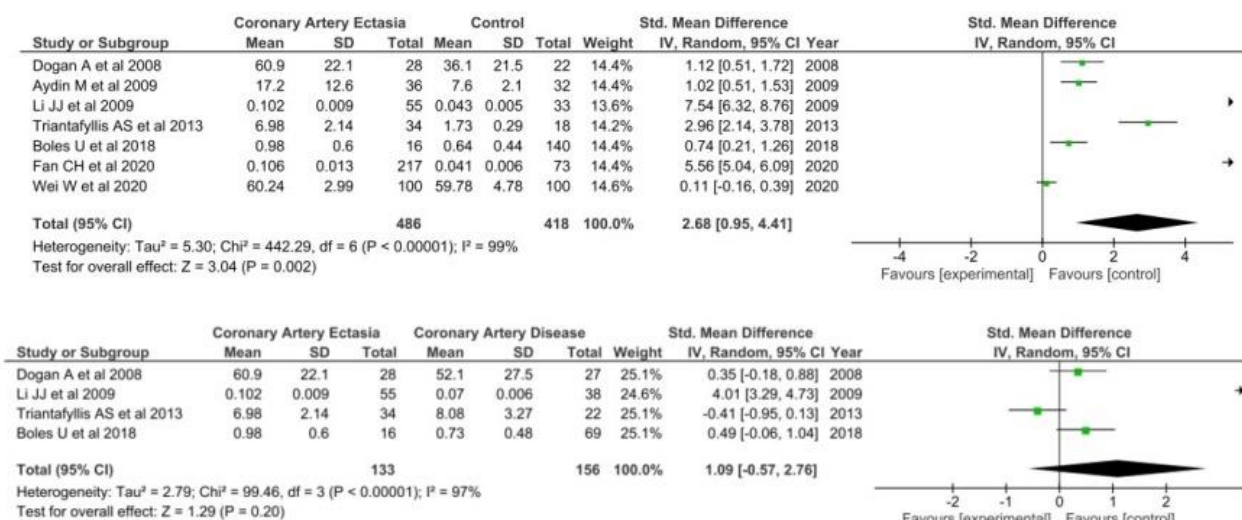 Coronary Artery Ectasia Control Std. Mean Difference Std. Mean Difference
Study or Subgroup Mean SD Total Mean SD Total Weight IV, Random, 95% CI Year IV, Random, 95% CI
Dogan A et al 2008 60.9 22.1 28 36.1 21.5 22 14.4% 1.12 [0.51, 1.72] 2008
Aydin M et al 2009 17.2 12.6 36 7.6 2.1 32 14.4% 1.02 [0.51, 1.53] 2009
Li JJ et al 2009 0.102 0.009 55 0.043 0.005 33 13.6% 7.54 [6.32, 8.76] 2009
Triantafyllis AS et al 2013 6.98 2.14 34 1.73 0.29 18 14.2% 2.96 [2.14, 3.78] 2013
Boles U et al 2018 0.98 0.6 16 0.64 0.44 140 14.4% 0.74 [0.21, 1.26] 2018
Fan CH et al 2020 0.106 0.013 217 0.041 0.006 73 14.4% 5.56 [5.04, 6.09] 2020
Wei W et al 2020 60.24 2.99 100 59.78 4.78 100 14.6% 0.11 [-0.16, 0.39] 2020
Total (95% CI) 486 418 100.0% 2.68 [0.95, 4.41]
Heterogeneity: Tau² = 5.30; Chi² = 442.29, df = 6 (P < 0.00001); I² = 99%
Test for overall effect: Z = 3.04 (P = 0.002)
-4 -2 0 2 4
Favours [experimental] Favours [control]
Coronary Artery Ectasia Coronary Artery Disease Std. Mean Difference Std. Mean Difference
Study or Subgroup Mean SD Total Mean SD Total Weight IV, Random, 95% CI Year IV, Random, 95% CI
Dogan A et al 2008 60.9 22.1 28 52.1 27.5 27 25.1% 0.35 [-0.18, 0.88] 2008
Li JJ et al 2009 0.102 0.009 55 0.07 0.006 38 24.6% 4.01 [3.29, 4.73] 2009
Triantafyllis AS et al 2013 6.98 2.14 34 8.08 3.27 22 25.1% -0.41 [-0.95, 0.13] 2013
Boles U et al 2018 0.98 0.6 16 0.73 0.48 69 25.1% 0.49 [-0.06, 1.04] 2018
Total (95% CI) 133 156 100.0% 1.09 [-0.57, 2.76]
Heterogeneity: Tau² = 2.79; Chi² = 99.46, df = 3 (P < 0.00001); I² = 97%
Test for overall effect: Z = 1.29 (P = 0.20)
-2 -1 0 1 2
Favours [experimental] Favours [control]